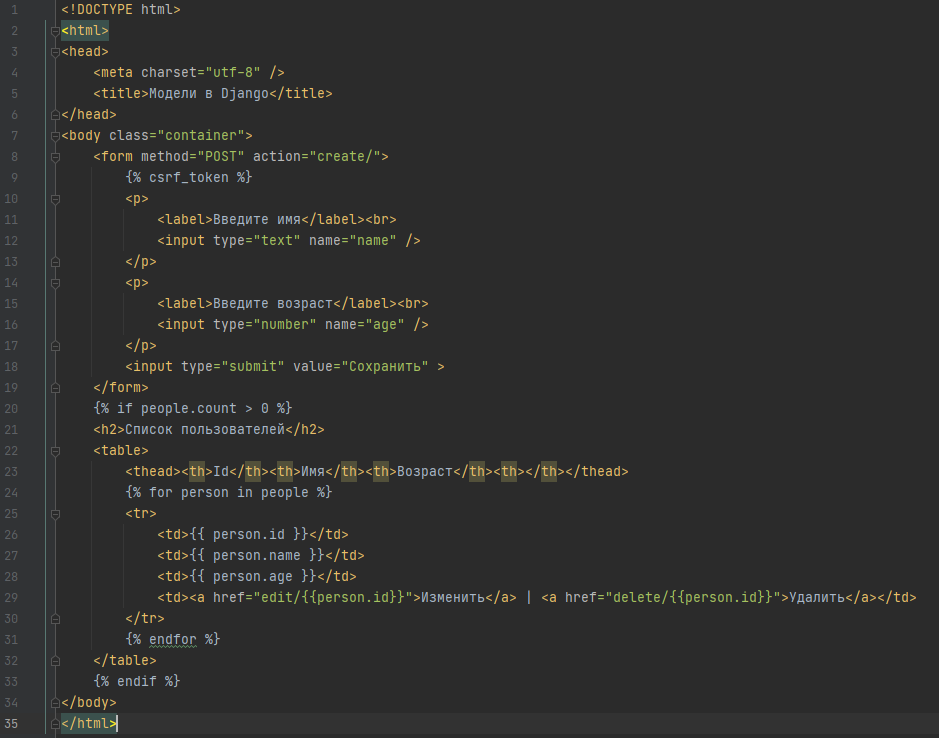 1 <!DOCTYPE html>
2 <html>
3 <head>
4     <meta charset="utf-8" />
5     <title>Модели в Django</title>
6 </head>
7 <body class="container">
8     <form method="POST" action="create/">
9         {% csrf_token %}
10         <p>
11             <label>Введите имя</label><br>
12             <input type="text" name="name" />
13         </p>
14         <p>
15             <label>Введите возраст</label><br>
16             <input type="number" name="age" />
17         </p>
18         <input type="submit" value="Сохранить" >
19     </form>
20     {% if people.count > 0 %}
21     <h2>Список пользователей</h2>
22     <table>
23         <thead><th>Id</th><th>Имя</th><th>Возраст</th><th></th></thead>
24         {% for person in people %}
25         <tr>
26             <td>{{ person.id }}</td>
27             <td>{{ person.name }}</td>
28             <td>{{ person.age }}</td>
29             <td><a href="edit/{{person.id}}">Изменить</a> | <a href="delete/{{person.id}}">Удалить</a></td>
30         </tr>
31         {% endfor %}
32     </table>
33     {% endif %}
34 </body>
35 </html>